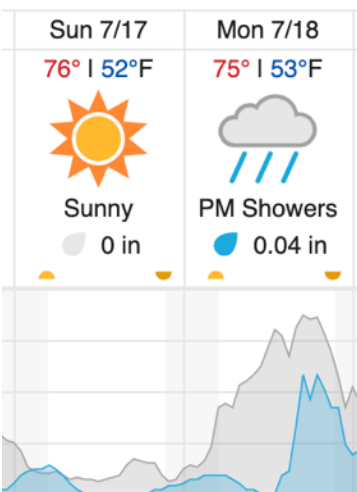 Sun 7/17
Mon 7/18
76° | 52°F
75° | 53°F
Sunny
PM Showers
0 in
0.04 in